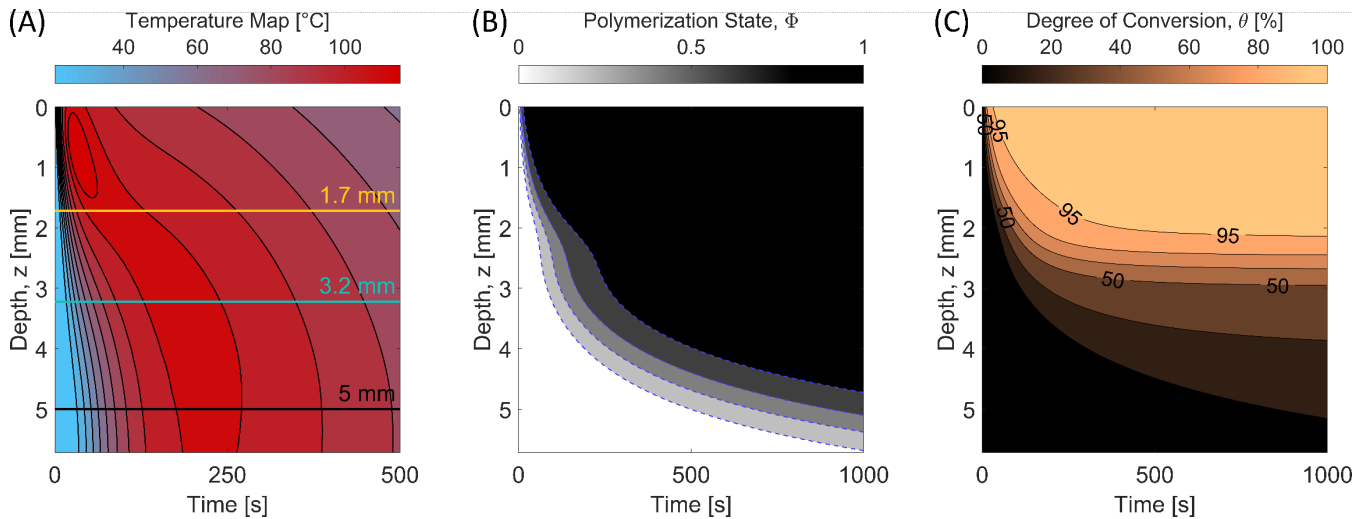 (A)
Temperature Map [°C]
40 60 80 100
0
1
2
3
4
5
Depth, z [mm]
1.7 mm
3.2 mm
5 mm
0 250 500
Time [s]
(B)
Polymerization State, Φ
0 0.5 1
0
1
2
3
4
5
Depth, z [mm]
0 500 1000
Time [s]
(C)
Degree of Conversion, θ [%]
0 20 40 60 80 100
0
1
2
3
4
5
Depth, z [mm]
50
95
95
95
50
50
50
0 500 1000
Time [s]